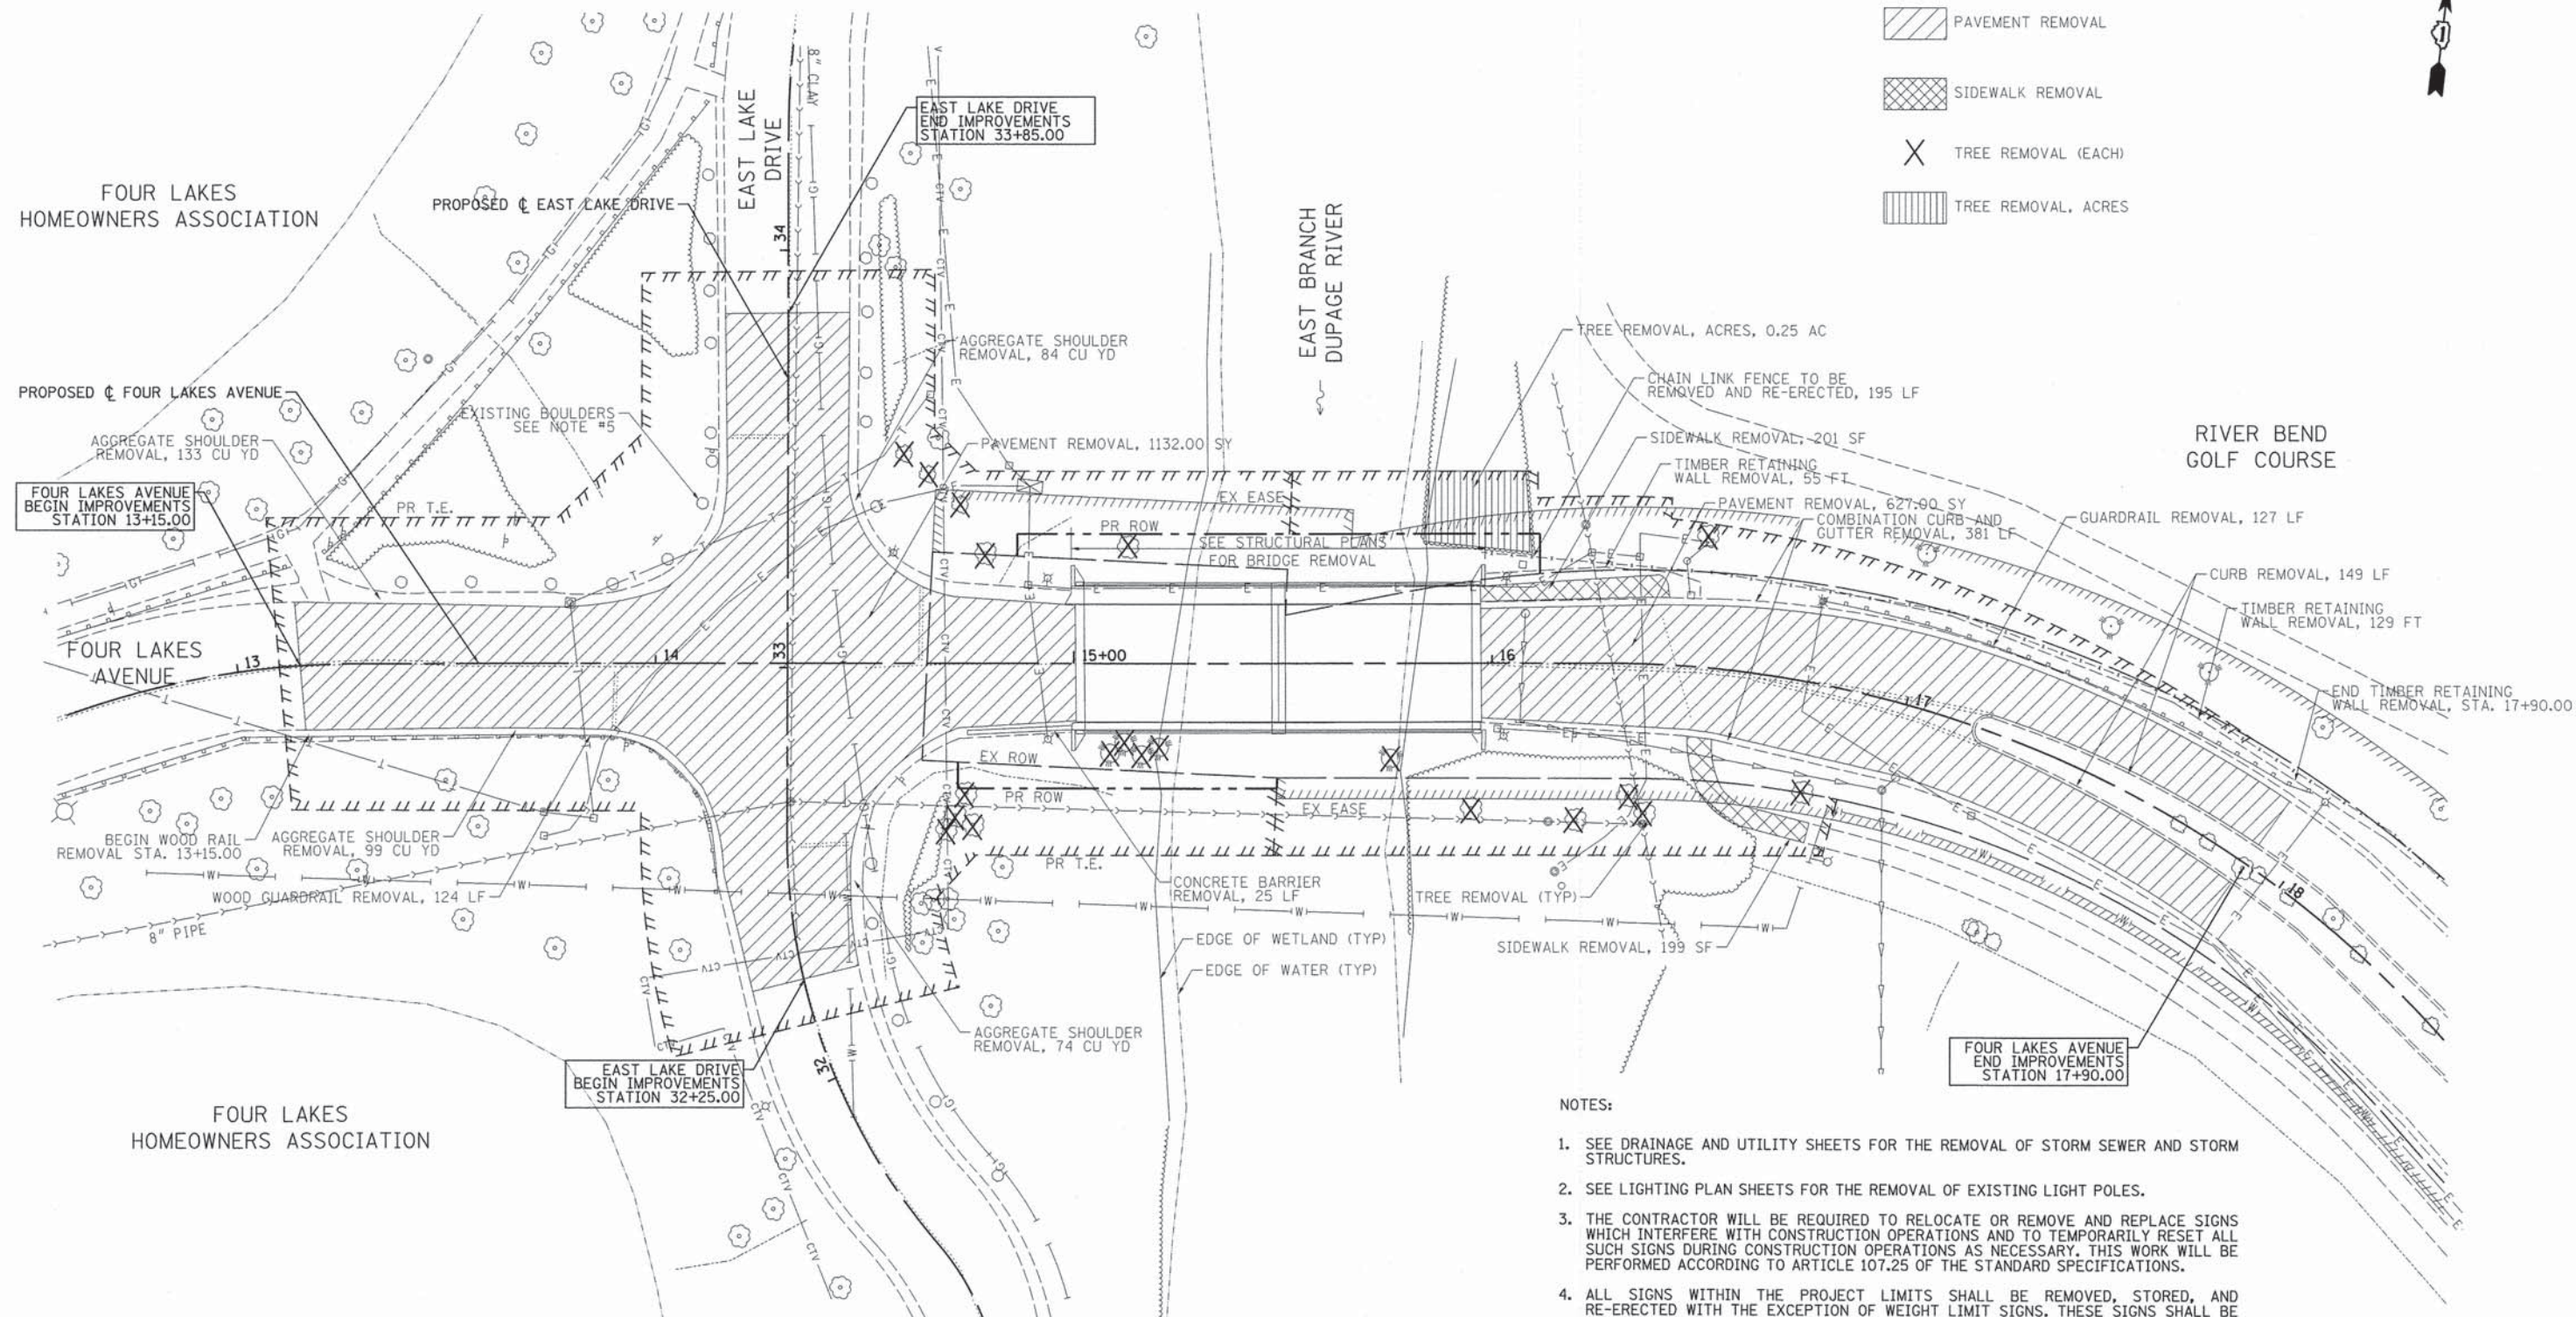 PAVEMENT REMOVAL
SIDEWALK REMOVAL
TREE REMOVAL (EACH)
TREE REMOVAL, ACRES
8" CLAY
EAST LAKE
DRIVE
EAST LAKE DRIVE
END IMPROVEMENTS
STATION 33+85.00
FOUR LAKES
HOMEOWNERS ASSOCIATION
PROPOSED ℄ EAST LAKE DRIVE
34
EAST BRANCH
DUPAGE RIVER
AGGREGATE SHOULDER
REMOVAL, 84 CU YD
TREE REMOVAL, ACRES, 0.25 AC
PROPOSED ℄ FOUR LAKES AVENUE
EXISTING BOULDERS
SEE NOTE #5
CHAIN LINK FENCE TO BE
REMOVED AND RE-ERECTED, 195 LF
AGGREGATE SHOULDER
REMOVAL, 133 CU YD
PAVEMENT REMOVAL, 1132.00 SY
SIDEWALK REMOVAL, 201 SF
RIVER BEND
GOLF COURSE
TIMBER RETAINING
WALL REMOVAL, 55 FT
FOUR LAKES AVENUE
BEGIN IMPROVEMENTS
STATION 13+15.00
PR T.E.
EX EASE
PAVEMENT REMOVAL, 627.00 SY
COMBINATION CURB AND
GUTTER REMOVAL, 381 LF
GUARDRAIL REMOVAL, 127 LF
PR ROW
SEE STRUCTURAL PLANS
FOR BRIDGE REMOVAL
CURB REMOVAL, 149 LF
TIMBER RETAINING
WALL REMOVAL, 129 FT
FOUR LAKES
AVENUE
13
14
33
15+00
16
17
END TIMBER RETAINING
WALL REMOVAL, STA. 17+90.00
EX ROW
PR ROW
EX EASE
BEGIN WOOD RAIL
REMOVAL STA. 13+15.00
AGGREGATE SHOULDER
REMOVAL, 99 CU YD
PR T.E.
WOOD GUARDRAIL REMOVAL, 124 LF
CONCRETE BARRIER
REMOVAL, 25 LF
TREE REMOVAL (TYP)
18
8" PIPE
EDGE OF WETLAND (TYP)
EDGE OF WATER (TYP)
SIDEWALK REMOVAL, 199 SF
AGGREGATE SHOULDER
REMOVAL, 74 CU YD
EAST LAKE DRIVE
BEGIN IMPROVEMENTS
STATION 32+25.00
32
FOUR LAKES AVENUE
END IMPROVEMENTS
STATION 17+90.00
FOUR LAKES
HOMEOWNERS ASSOCIATION
NOTES:
1. SEE DRAINAGE AND UTILITY SHEETS FOR THE REMOVAL OF STORM SEWER AND STORM
STRUCTURES.
2. SEE LIGHTING PLAN SHEETS FOR THE REMOVAL OF EXISTING LIGHT POLES.
3. THE CONTRACTOR WILL BE REQUIRED TO RELOCATE OR REMOVE AND REPLACE SIGNS
WHICH INTERFERE WITH CONSTRUCTION OPERATIONS AND TO TEMPORARILY RESET ALL
SUCH SIGNS DURING CONSTRUCTION OPERATIONS AS NECESSARY. THIS WORK WILL BE
PERFORMED ACCORDING TO ARTICLE 107.25 OF THE STANDARD SPECIFICATIONS.
4. ALL SIGNS WITHIN THE PROJECT LIMITS SHALL BE REMOVED, STORED, AND
RE-ERECTED WITH THE EXCEPTION OF WEIGHT LIMIT SIGNS. THESE SIGNS SHALL BE